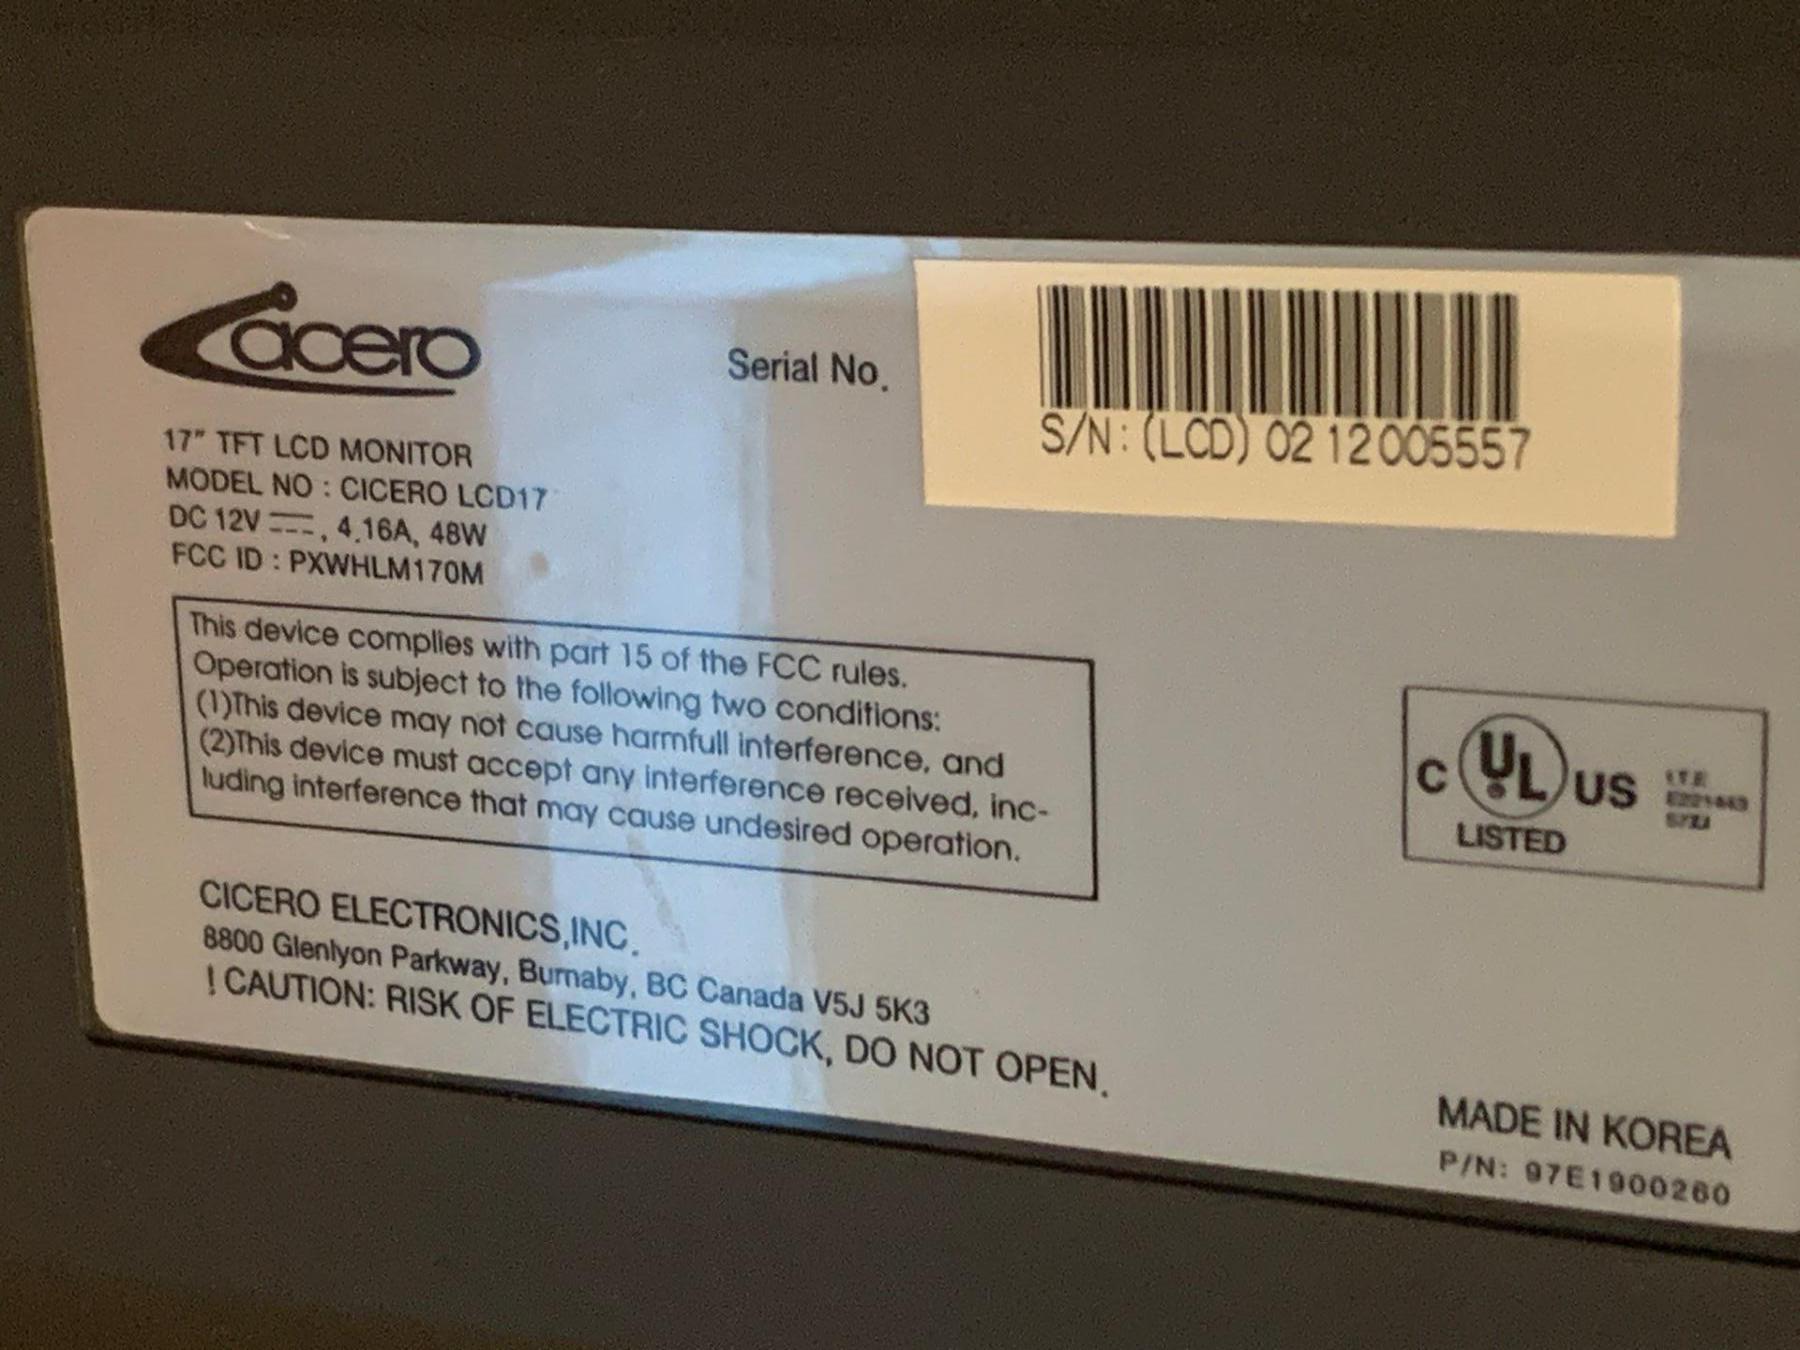 Cacero
Serial No.
S/N: (LCD) 02 12 005557
17" TFT LCD MONITOR
MODEL NO : CICERO LCD17
DC 12V ⎓, 4.16A, 48W
FCC ID : PXWHLM170M
This device complies with part 15 of the FCC rules.
Operation is subject to the following two conditions:
(1)This device may not cause harmfull interference, and
(2)This device must accept any interference received, inc-
luding interference that may cause undesired operation.
C UL US
LISTED
I.T.E
CICERO ELECTRONICS,INC.
8800 Glenlyon Parkway, Burnaby, BC Canada V5J 5K3
! CAUTION: RISK OF ELECTRIC SHOCK, DO NOT OPEN.
MADE IN KOREA
P/N: 97E1900260